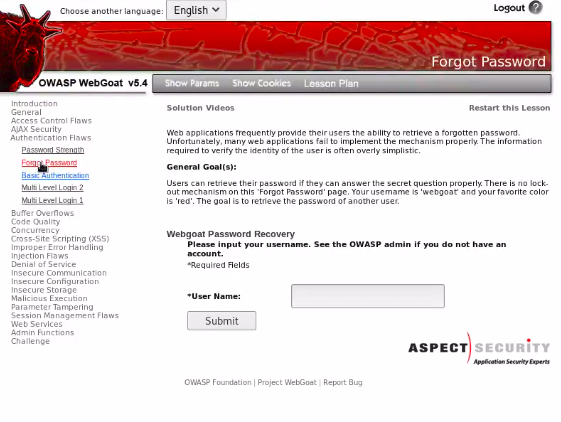 Choose another language: English
Logout ?
Forgot Password
OWASP WebGoat v5.4
Show Params Show Cookies Lesson Plan
Introduction
General
Access Control Flaws
AJAX Security
Authentication Flaws
Password Strength
Forgot Password
Basic Authentication
Multi Level Login 2
Multi Level Login 1
Buffer Overflows
Code Quality
Concurrency
Cross-Site Scripting (XSS)
Improper Error Handling
Injection Flaws
Denial of Service
Insecure Communication
Insecure Configuration
Insecure Storage
Malicious Execution
Parameter Tampering
Session Management Flaws
Web Services
Admin Functions
Challenge
Solution Videos
Restart this Lesson
Web applications frequently provide their users the ability to retrieve a forgotten password.
Unfortunately, many web applications fail to implement the mechanism properly. The information
required to verify the identity of the user is often overly simplistic.
General Goal(s):
Users can retrieve their password if they can answer the secret question properly. There is no lock-
out mechanism on this 'Forgot Password' page. Your username is 'webgoat' and your favorite color
is 'red'. The goal is to retrieve the password of another user.
Webgoat Password Recovery
Please input your username. See the OWASP admin if you do not have an
account.
*Required Fields
*User Name:
Submit
ASPECT SECURITY
Application Security Experts
OWASP Foundation | Project WebGoat | Report Bug